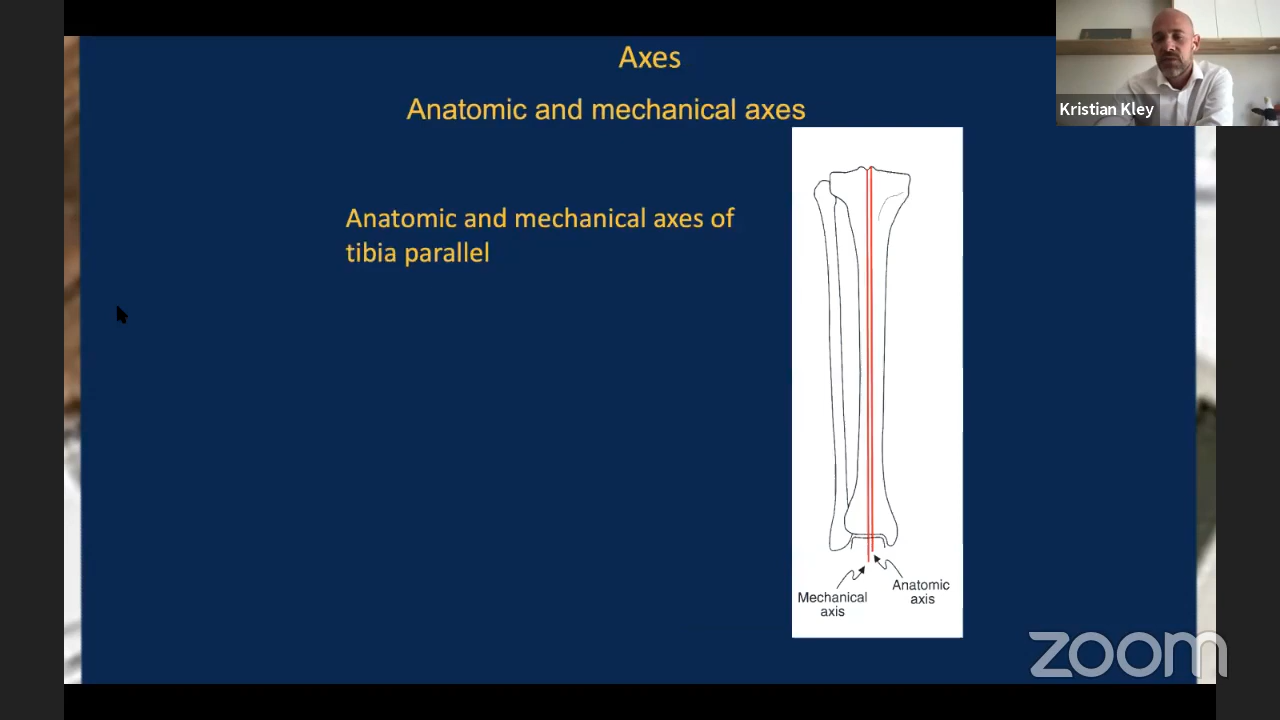 Axes
Anatomic and mechanical axes
Kristian Kley
Anatomic and mechanical axes of
tibia parallel
Mechanical
axis
Anatomic
axis
zoom